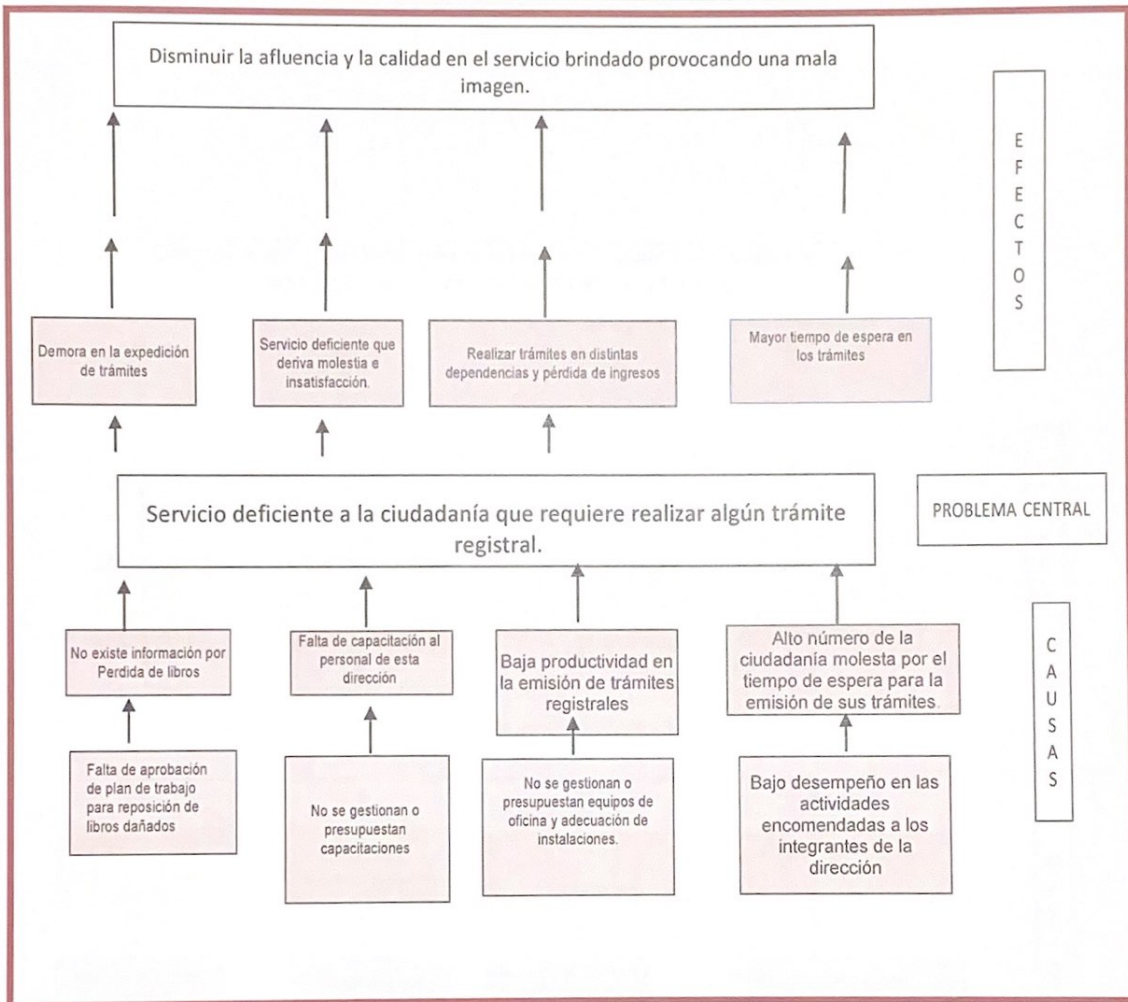 Disminuir la afluencia y la calidad en el servicio brindado provocando una mala
imagen.
EFECTOS
Demora en la expedición
de trámites
Servicio deficiente que
deriva molestia e
insatisfacción.
Realizar trámites en distintas
dependencias y pérdida de ingresos
Mayor tiempo de espera en
los trámites
Servicio deficiente a la ciudadanía que requiere realizar algún trámite
registral.
PROBLEMA CENTRAL
No existe información por
Perdida de libros
Falta de capacitación al
personal de esta
dirección
Baja productividad en
la emisión de trámites
registrales
Alto número de la
ciudadanía molesta por el
tiempo de espera para la
emisión de sus trámites.
CAUSAS
Falta de aprobación
de plan de trabajo
para reposición de
libros dañados
No se gestionan o
presupuestan
capacitaciones
No se gestionan o
presupuestan equipos de
oficina y adecuación de
instalaciones.
Bajo desempeño en las
actividades
encomendadas a los
integrantes de la
dirección